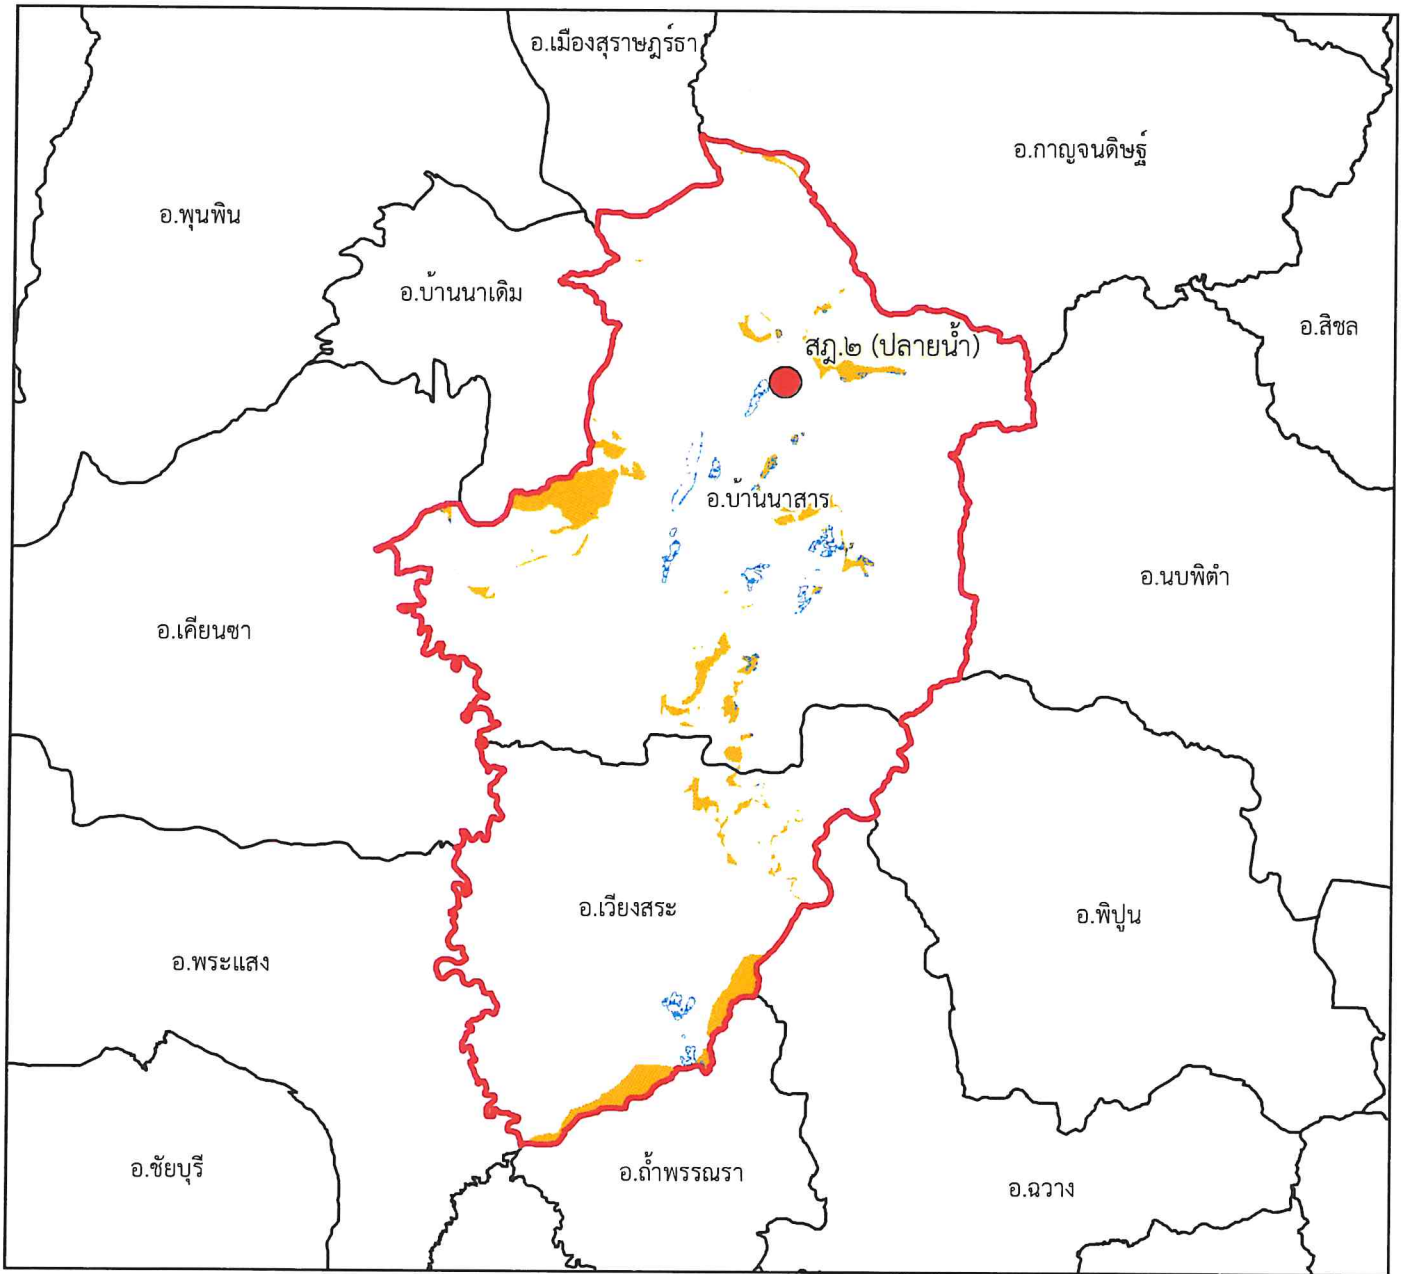 อ.เมืองสุราษฎร์ธา
อ.กาญจนดิษฐ์
อ.พุนพิน
อ.บ้านนาเดิม
อ.สิชล
สฎ.๒ (ปลายน้ำ)
อ.บ้านนาสาร
อ.นบพิตำ
อ.เคียนซา
อ.เวียงสระ
อ.พิปูน
อ.พระแสง
อ.ชัยบุรี
อ.ถ้ำพรรณรา
อ.ฉวาง